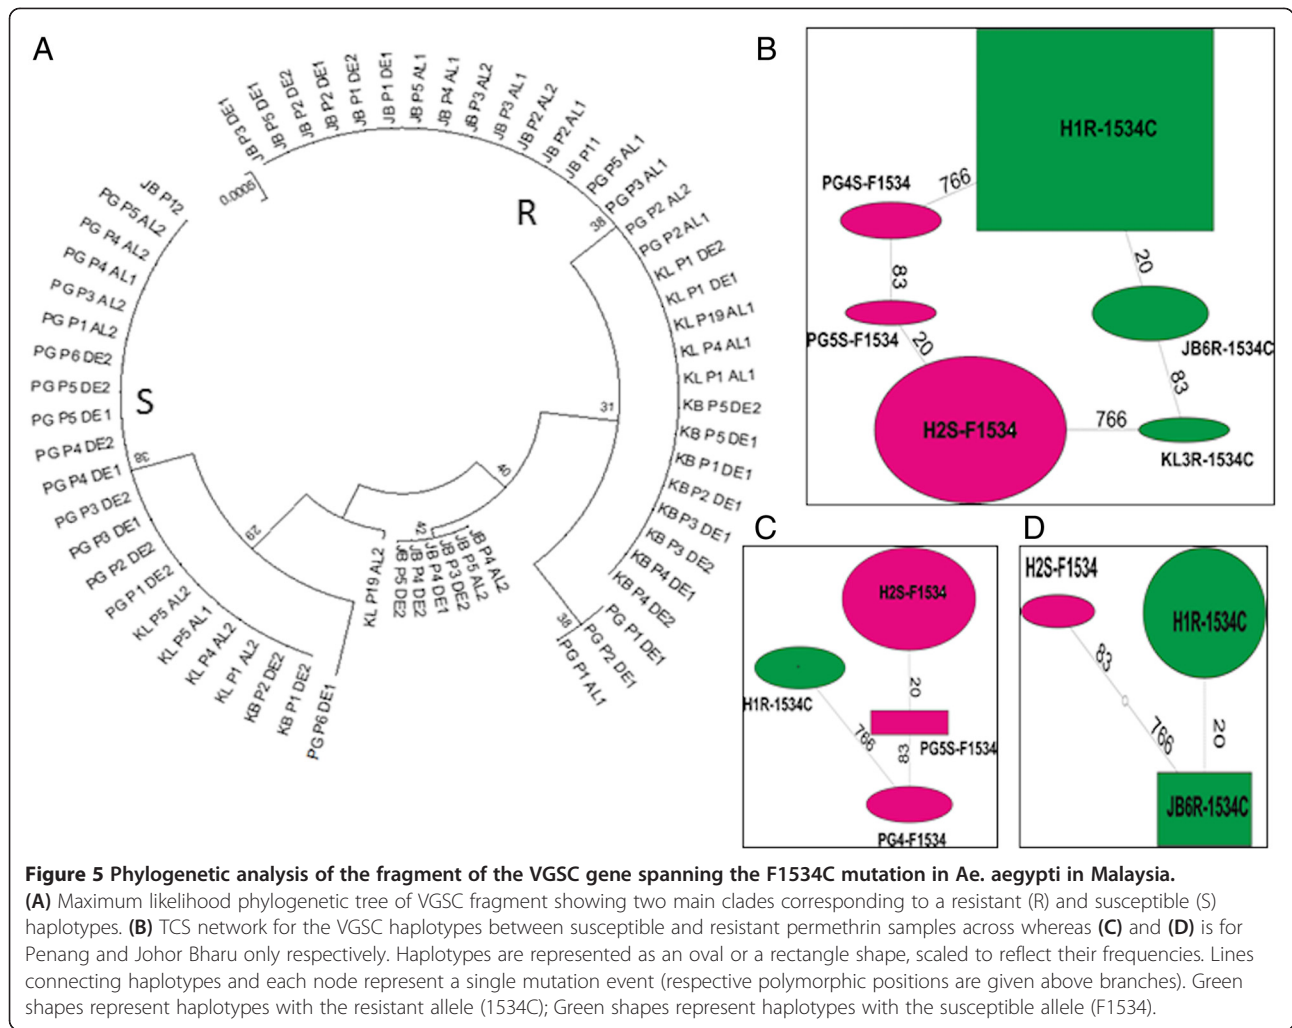 A
JB P3 DE1
JB P5 DE1
JB P2 DE2
JB P2 DE1
JB P1 DE2
JB P1 DE1
JB P5 AL1
JB P4 AL1
JB P3 AL2
JB P3 AL1
JB P2 AL2
JB P2 AL1
JB P11
PG P5 AL1
PG P3 AL1
PG P2 AL2
PG P2 AL1
KL P1 DE2
KL P1 DE1
KL P19 AL1
KL P4 AL1
KL P1 AL1
KB P5 DE2
KB P5 DE1
KB P1 DE1
KB P2 DE1
KB P3 DE1
KB P3 DE2
KB P4 DE1
KB P4 DE2
PG P1 DE1
PG P2 DE1
PG P1 AL1
JB P4 AL2
JB P5 AL2
JB P3 DE2
JB P4 DE1
JB P4 DE2
JB P5 DE2
KL P19 AL2
PG P6 DE1
KB P1 DE2
KB P2 DE2
KL P1 AL2
KL P4 AL2
KL P5 AL1
KL P5 AL2
PG P1 DE2
PG P2 DE2
PG P3 DE1
PG P3 DE2
PG P4 DE1
PG P4 DE2
PG P5 DE1
PG P5 DE2
PG P6 DE2
PG P1 AL2
PG P3 AL2
PG P4 AL1
PG P4 AL2
PG P5 AL2
JB P12
0.0005
R
S
38
31
40
42
38
29
38
B
H1R-1534C
PG4S-F1534
766
83
20
PG5S-F1534
20
JB6R-1534C
83
H2S-F1534
766
KL3R-1534C
C
H2S-F1534
H1R-1534C
20
PG5S-F1534
766
83
PG4-F1534
D
H2S-F1534
H1R-1534C
83
766
20
JB6R-1534C
Figure 5 Phylogenetic analysis of the fragment of the VGSC gene spanning the F1534C mutation in Ae. aegypti in Malaysia.
(A) Maximum likelihood phylogenetic tree of VGSC fragment showing two main clades corresponding to a resistant (R) and susceptible (S)
haplotypes. (B) TCS network for the VGSC haplotypes between susceptible and resistant permethrin samples across whereas (C) and (D) is for
Penang and Johor Bharu only respectively. Haplotypes are represented as an oval or a rectangle shape, scaled to reflect their frequencies. Lines
connecting haplotypes and each node represent a single mutation event (respective polymorphic positions are given above branches). Green
shapes represent haplotypes with the resistant allele (1534C); Green shapes represent haplotypes with the susceptible allele (F1534).